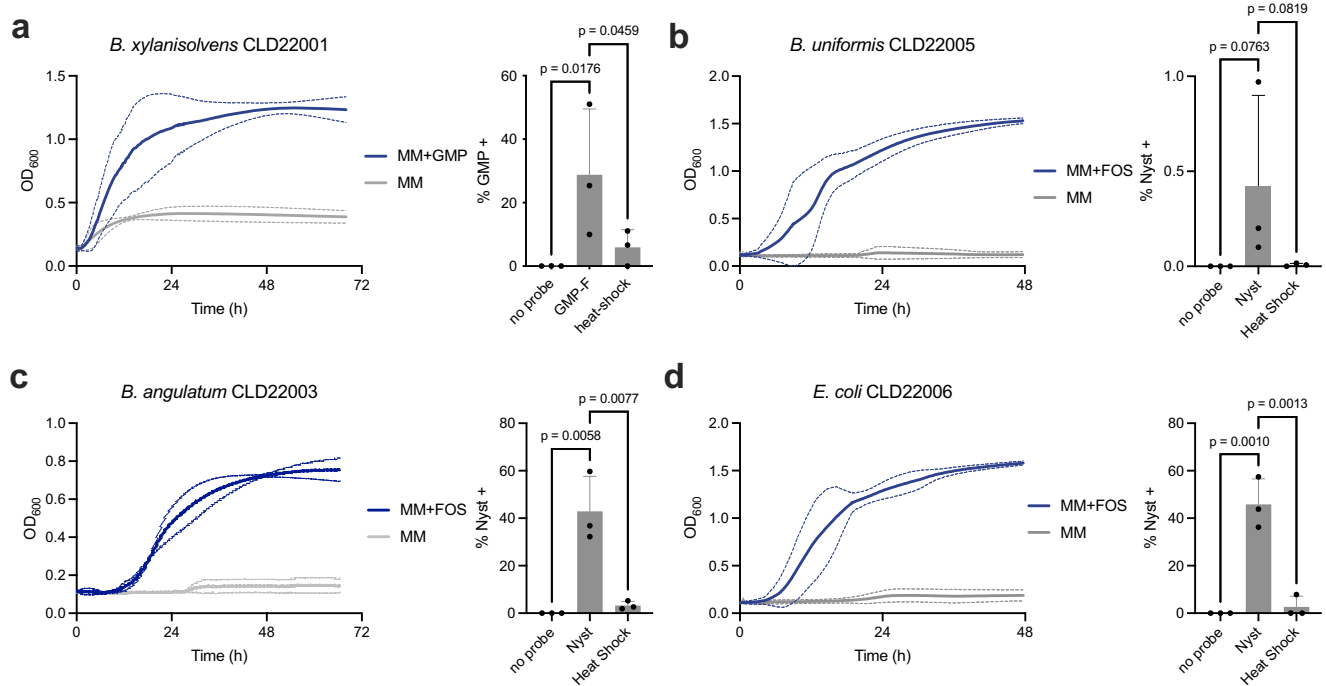 a
B. xylanisolvens CLD22001
OD600
1.5
1.0
0.5
0.0
0 24 48 72
Time (h)
MM+GMP
MM
p = 0.0459
p = 0.0176
% GMP +
60
40
20
0
no probe
GMP-F
heat-shock
b
B. uniformis CLD22005
OD600
2.0
1.5
1.0
0.5
0.0
0 24 48
Time (h)
MM+FOS
MM
p = 0.0819
p = 0.0763
% Nyst +
1.0
0.5
0.0
no probe
Nyst
Heat Shock
c
B. angulatum CLD22003
OD600
1.0
0.8
0.6
0.4
0.2
0.0
0 24 48 72
Time (h)
MM+FOS
MM
p = 0.0077
p = 0.0058
% Nyst +
80
60
40
20
0
no probe
Nyst
Heat Shock
d
E. coli CLD22006
OD600
2.0
1.5
1.0
0.5
0.0
0 24 48
Time (h)
MM+FOS
MM
p = 0.0013
p = 0.0010
% Nyst +
80
60
40
20
0
no probe
Nyst
Heat Shock